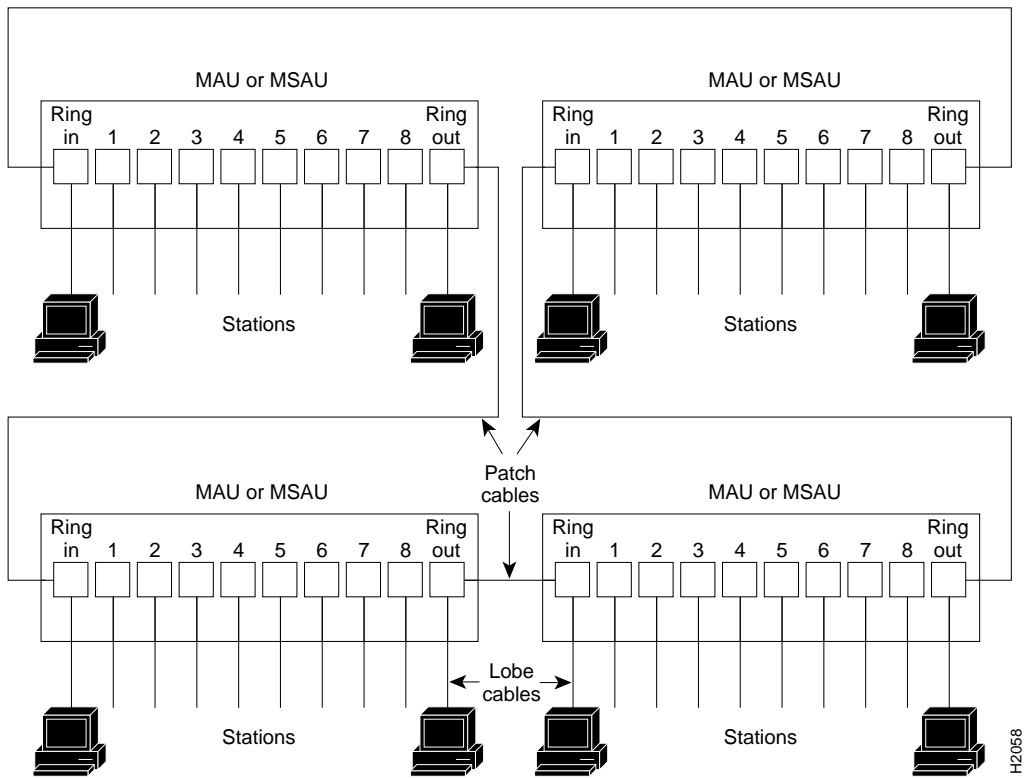 MAU or MSAU
MAU or MSAU
Ring in 1 2 3 4 5 6 7 8 Ring out
Ring in 1 2 3 4 5 6 7 8 Ring out
Stations
Stations
Patch
cables
MAU or MSAU
MAU or MSAU
Ring in 1 2 3 4 5 6 7 8 Ring out
Ring in 1 2 3 4 5 6 7 8 Ring out
Lobe
cables
Stations
Stations
H2058